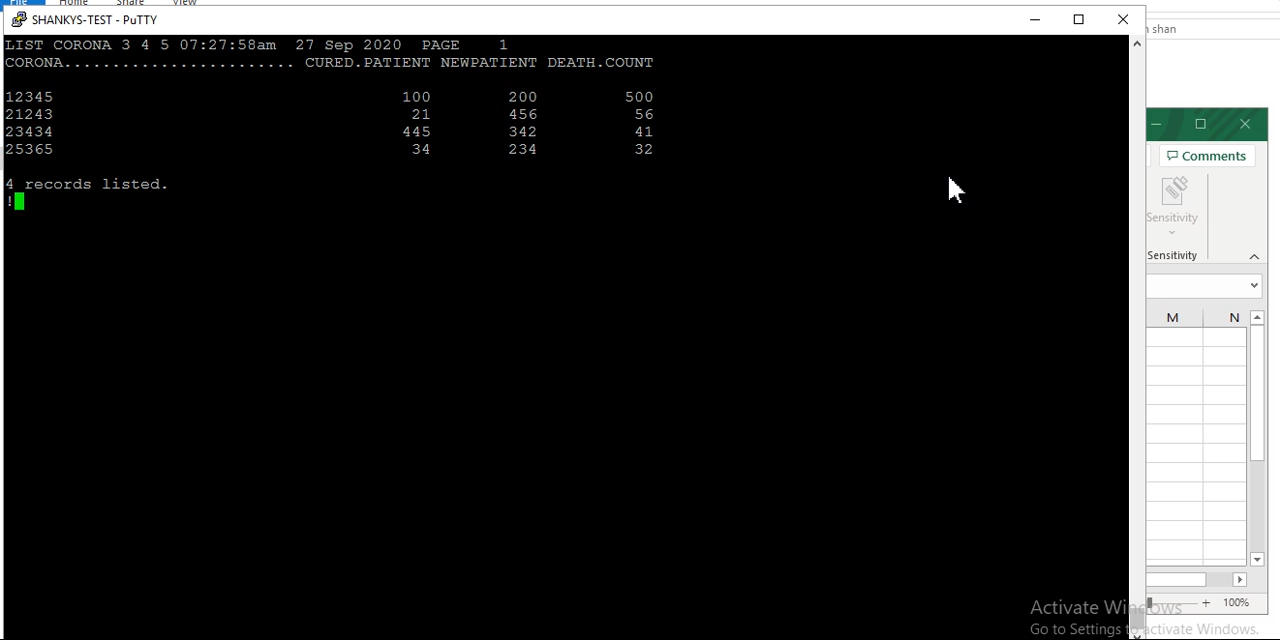 File Home Share View
SHANKYS-TEST - PuTTY
LIST CORONA 3 4 5 07:27:58am 27 Sep 2020 PAGE 1
CORONA........................ CURED.PATIENT NEWPATIENT DEATH.COUNT
12345 100 200 500
21243 21 456 56
23434 445 342 41
25365 34 234 32
4 records listed.
!
shan
Comments
Sensitivity
Sensitivity
M N
100%
Activate Windows
Go to Settings to activate Windows.